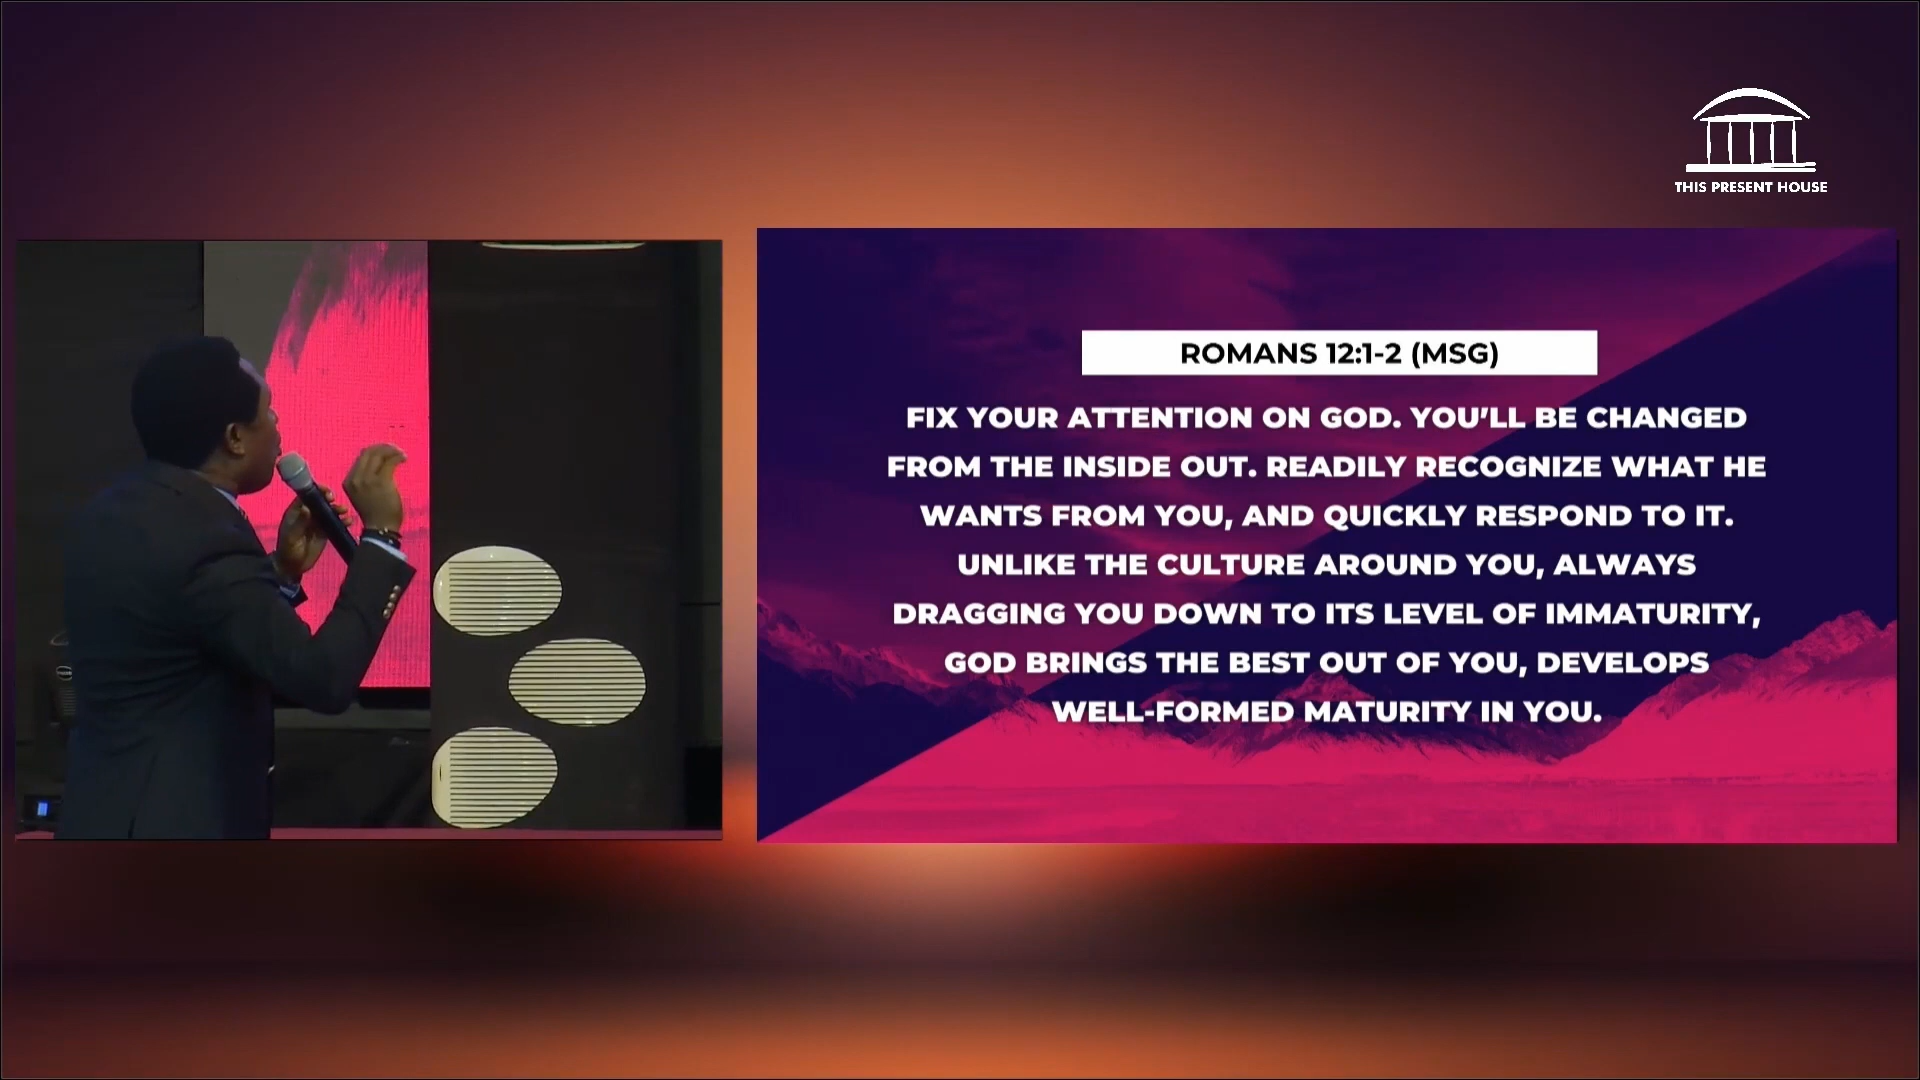 THIS PRESENT HOUSE
ROMANS 12:1-2 (MSG)
FIX YOUR ATTENTION ON GOD. YOU'LL BE CHANGED
FROM THE INSIDE OUT. READILY RECOGNIZE WHAT HE
WANTS FROM YOU, AND QUICKLY RESPOND TO IT.
UNLIKE THE CULTURE AROUND YOU, ALWAYS
DRAGGING YOU DOWN TO ITS LEVEL OF IMMATURITY,
GOD BRINGS THE BEST OUT OF YOU, DEVELOPS
WELL-FORMED MATURITY IN YOU.